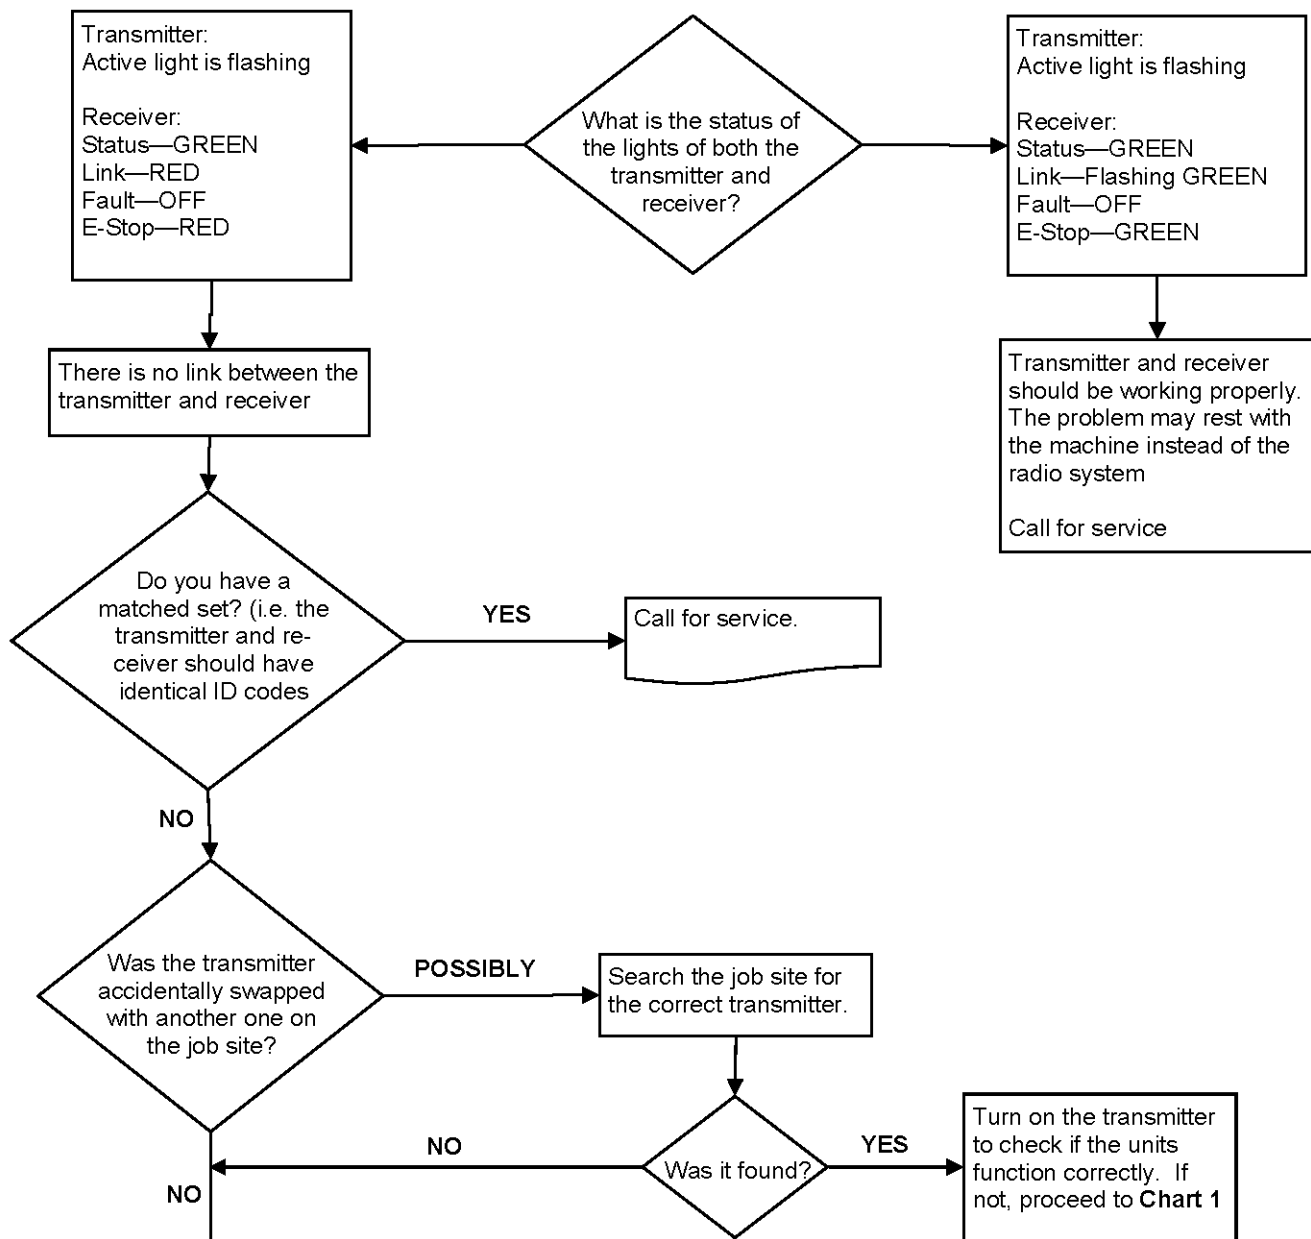 Transmitter:
Active light is flashing
Receiver:
Status—GREEN
Link—RED
Fault—OFF
E-Stop—RED
What is the status of
the lights of both the
transmitter and
receiver?
Transmitter:
Active light is flashing
Receiver:
Status—GREEN
Link—Flashing GREEN
Fault—OFF
E-Stop—GREEN
There is no link between the
transmitter and receiver
Transmitter and receiver
should be working properly.
The problem may rest with
the machine instead of the
radio system
Call for service
Do you have a
matched set? (i.e. the
transmitter and re-
ceiver should have
identical ID codes
YES
Call for service.
NO
Was the transmitter
accidentally swapped
with another one on
the job site?
POSSIBLY
Search the job site for
the correct transmitter.
NO
Was it found?
YES
Turn on the transmitter
to check if the units
function correctly.  If
not, proceed to Chart 1
NO